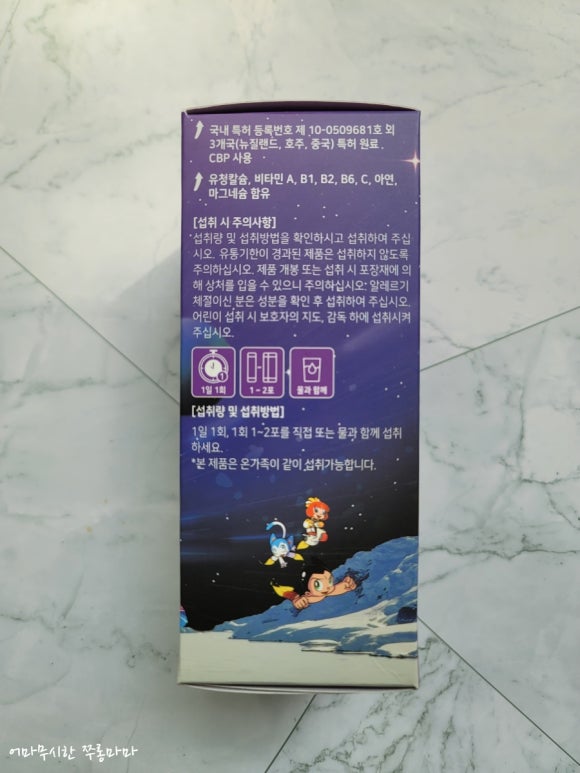 국내 특허 등록번호 제 10-0509681호 외
3개국(뉴질랜드, 호주, 중국) 특허 원료
CBP 사용
유청칼슘, 비타민 A, B1, B2, B6, C, 아연,
마그네슘 함유
[섭취 시 주의사항]
섭취량 및 섭취방법을 확인하시고 섭취하여 주십
시오. 유통기한이 경과된 제품은 섭취하지 않도록
주의하십시오. 제품 개봉 또는 섭취 시 포장재에 의
해 상처를 입을 수 있으니 주의하십시오. 알레르기
체질이신 분은 성분을 확인 후 섭취하여 주십시오.
어린이 섭취 시 보호자의 지도, 감독 하에 섭취시켜
주십시오.
1
1일 1회
1 ~ 2포
물과 함께
[섭취량 및 섭취방법]
1일 1회, 1회 1~2포를 직접 또는 물과 함께 섭취
하세요.
*본 제품은 온가족이 같이 섭취가능합니다.
어마무시한 쭈롱마마